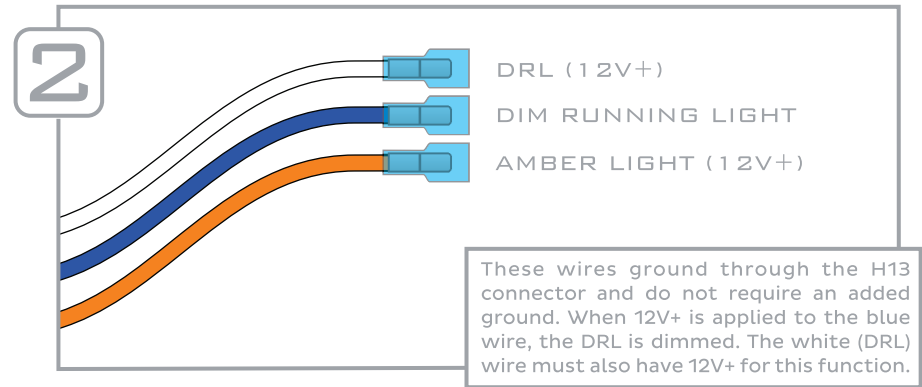 2
DRL (12V+)
DIM RUNNING LIGHT
AMBER LIGHT (12V+)
These wires ground through the H13
connector and do not require an added
ground. When 12V+ is applied to the blue
wire, the DRL is dimmed. The white (DRL)
wire must also have 12V+ for this function.